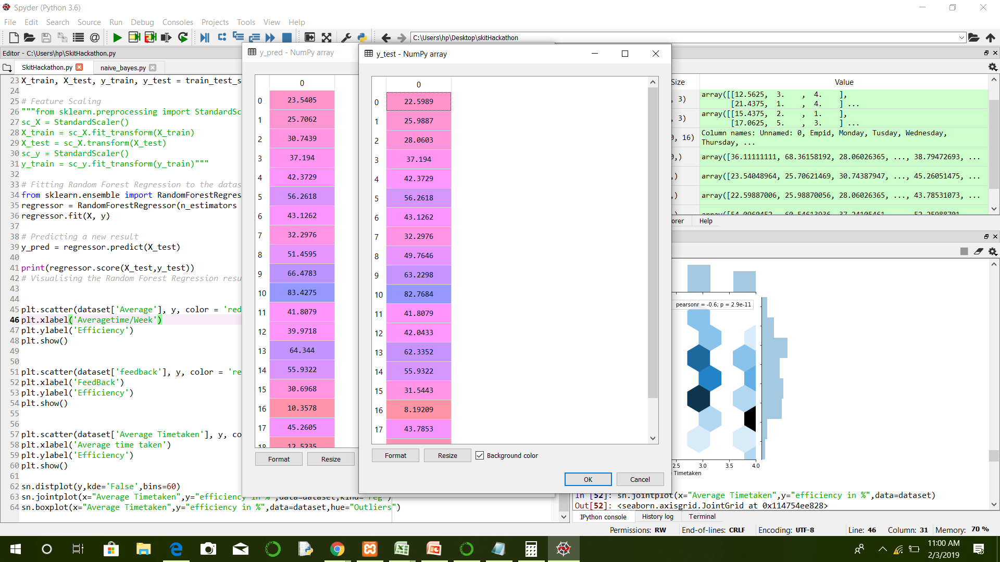 Spyder (Python 3.6)
File Edit Search Source Run Debug Consoles Projects Tools View Help
C:\Users\hp\Desktop\skitHackathon
Editor - C:\Users\hp\SkitHackathon.py
SkitHackathon.py naive_bayes.py
23 X_train, X_test, y_train, y_test = train_test_s
24
25 # Feature Scaling
26 """from sklearn.preprocessing import StandardSc
27 sc_X = StandardScaler()
28 X_train = sc_X.fit_transform(X_train)
29 X_test = sc_X.transform(X_test)
30 sc_y = StandardScaler()
31 y_train = sc_y.fit_transform(y_train)"""
32
33 # Fitting Random Forest Regression to the datas
34 from sklearn.ensemble import RandomForestRegres
35 regressor = RandomForestRegressor(n_estimators
36 regressor.fit(X, y)
37
38 # Predicting a new result
39 y_pred = regressor.predict(X_test)
40
41 print(regressor.score(X_test,y_test))
42 # Visualising the Random Forest Regression resu
43
44
45 plt.scatter(dataset['Average'], y, color = 'red
46 plt.xlabel('Averagetime/Week')
47 plt.ylabel('Efficiency')
48 plt.show()
49
50
51 plt.scatter(dataset['feedback'], y, color = 're
52 plt.xlabel('FeedBack')
53 plt.ylabel('Efficiency')
54 plt.show()
55
56
57 plt.scatter(dataset['Average Timetaken'], y, co
58 plt.xlabel('Average time taken')
59 plt.ylabel('Efficiency')
60 plt.show()
61
62 sn.distplot(y,kde='False',bins=60)
63 sn.jointplot(x="Average Timetaken",y="efficiency in %",data=dataset,kind="reg")
64 sn.boxplot(x="Average Timetaken",y="efficiency in %",data=dataset,hue="Outliers")
y_pred - NumPy array
0
0 23.5405
1 25.7062
2 30.7439
3 37.194
4 42.3729
5 56.2618
6 43.1262
7 32.2976
8 51.4595
9 66.4783
10 83.4275
11 41.8079
12 39.9718
13 64.344
14 55.9322
15 30.6968
16 10.3578
17 45.2605
18 12.5235
Format Resize
y_test - NumPy array
0
0 22.5989
1 25.9887
2 28.0603
3 37.194
4 42.3729
5 56.2618
6 43.1262
7 32.2976
8 49.7646
9 63.2298
10 82.7684
11 41.8079
12 42.0433
13 62.3352
14 55.9322
15 31.5443
16 8.19209
17 43.7853
Format Resize Background color
OK Cancel
Size Value
, 3) array([[12.5625, 3. , 4. ],
[21.4375, 1. , 4. ] ...
, 3) array([[15.4375, 2. , 1. ],
[17.0625, 5. , 3. ] ...
0, 16) Column names: Unnamed: 0, Empid, Monday, Tusday, Wednesday,
Thursday, ...
0,) array([36.11111111, 68.36158192, 28.06026365, ..., 38.79472693, ...
,) array([23.54048964, 25.70621469, 30.74387947, ..., 45.26051475, ...
,) array([22.59887006, 25.98870056, 28.06026365, ..., 43.78531073, ...
array([54.0960452, 60.54613936, 37.24105461, ..., 52.25988701,
orer Help
pearsonr = -0.6; p = 2.9e-11
2.5 3.0 3.5 4.0
Timetaken
In [52]: sn.jointplot(x="Average Timetaken",y="efficiency in %",data=dataset)
Out[52]: <seaborn.axisgrid.JointGrid at 0x114754ee828>
IPython console History log Terminal
Permissions: RW End-of-lines: CRLF Encoding: UTF-8 Line: 46 Column: 31 Memory: 70 %
11:00 AM
2/3/2019